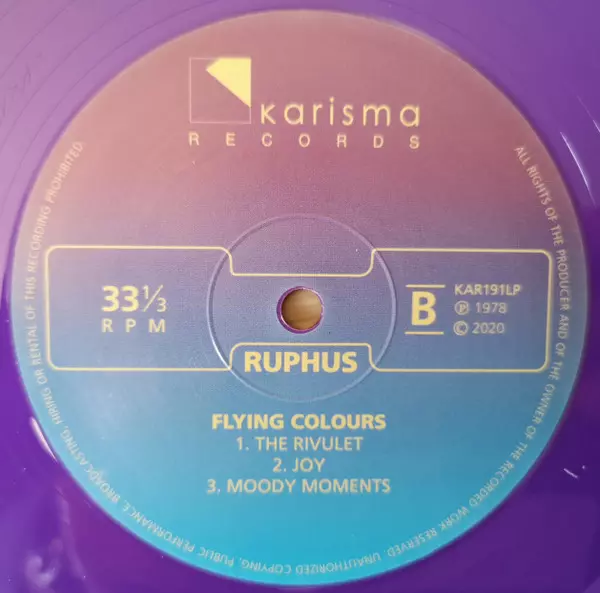 Karisma
RECORDS
33 1/3
RPM
B
KAR191LP
℗ 1978
© 2020
RUPHUS
FLYING COLOURS
1. THE RIVULET
2. JOY
3. MOODY MOMENTS
ALL RIGHTS OF THE PRODUCER AND OF THE OWNER OF THE RECORDED WORK RESERVED. UNAUTHORIZED COPYING, PUBLIC PERFORMANCE, BROADCASTING, HIRING OR RENTAL OF THIS RECORDING PROHIBITED.